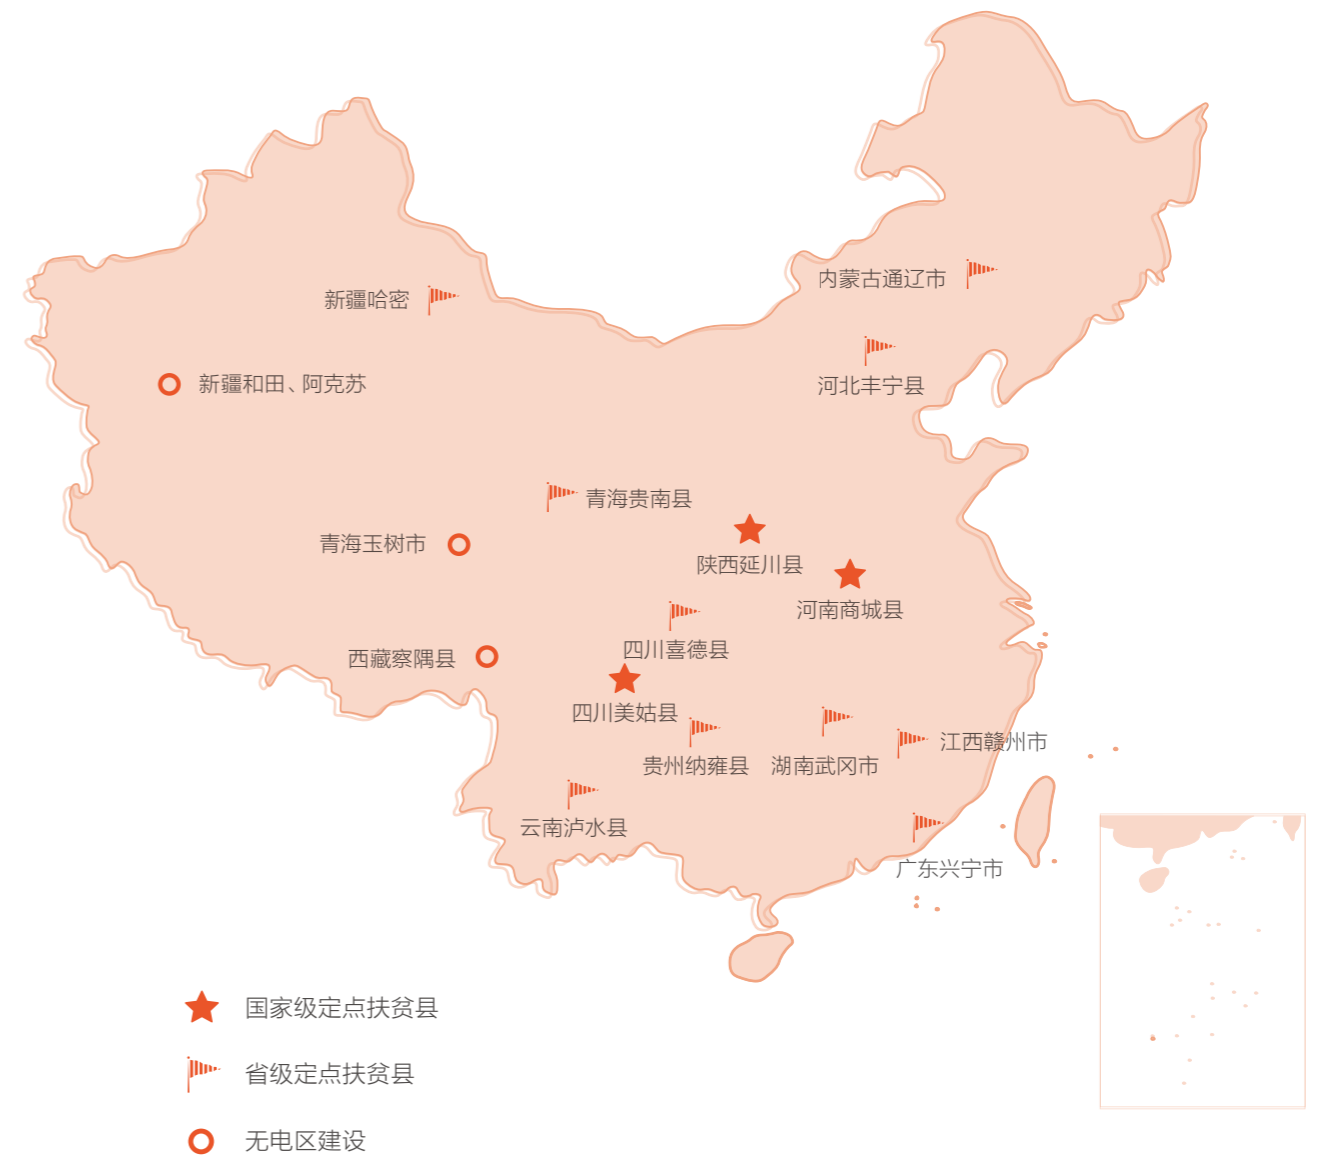 内蒙古通辽市
新疆哈密
新疆和田、阿克苏
河北丰宁县
青海贵南县
青海玉树市
陕西延川县
河南商城县
四川喜德县
西藏察隅县
四川美姑县
江西赣州市
贵州纳雍县
湖南武冈市
云南泸水县
广东兴宁市
国家级定点扶贫县
省级定点扶贫县
无电区建设